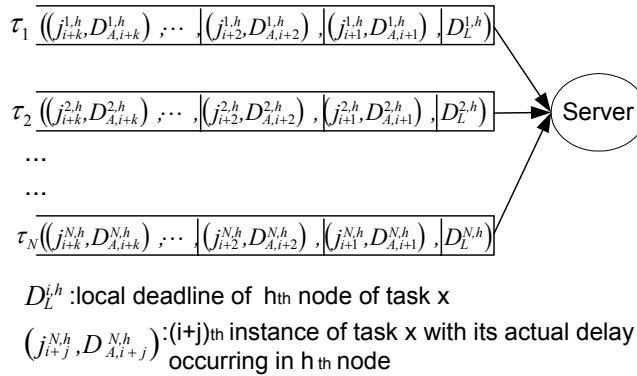 τ₁ ((j^{1,h}_{i+k},D^{1,h}_{A,i+k}) ,⋯ ,(j^{1,h}_{i+2},D^{1,h}_{A,i+2}) ,(j^{1,h}_{i+1},D^{1,h}_{A,i+1}) ,D^{1,h}_L)
τ₂ ((j^{2,h}_{i+k},D^{2,h}_{A,i+k}) ,⋯ ,(j^{2,h}_{i+2},D^{2,h}_{A,i+2}) ,(j^{2,h}_{i+1},D^{2,h}_{A,i+1}) ,D^{2,h}_L)
Server
...
...
τ_N ((j^{N,h}_{i+k},D^{N,h}_{A,i+k}) ,⋯ ,(j^{N,h}_{i+2},D^{N,h}_{A,i+2}) ,(j^{N,h}_{i+1},D^{N,h}_{A,i+1}) ,D^{N,h}_L)
D^{i,h}_L :local deadline of hth node of task x
(j^{N,h}_{i+j},D^{N,h}_{A,i+j}):(i+j)th instance of task x with its actual delay
occurring in hth node